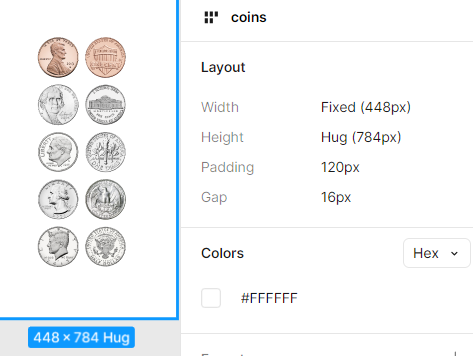 coins
Layout
Width Fixed (448px)
Height Hug (784px)
Padding 120px
Gap 16px
Colors Hex
#FFFFFF
448 × 784 Hug